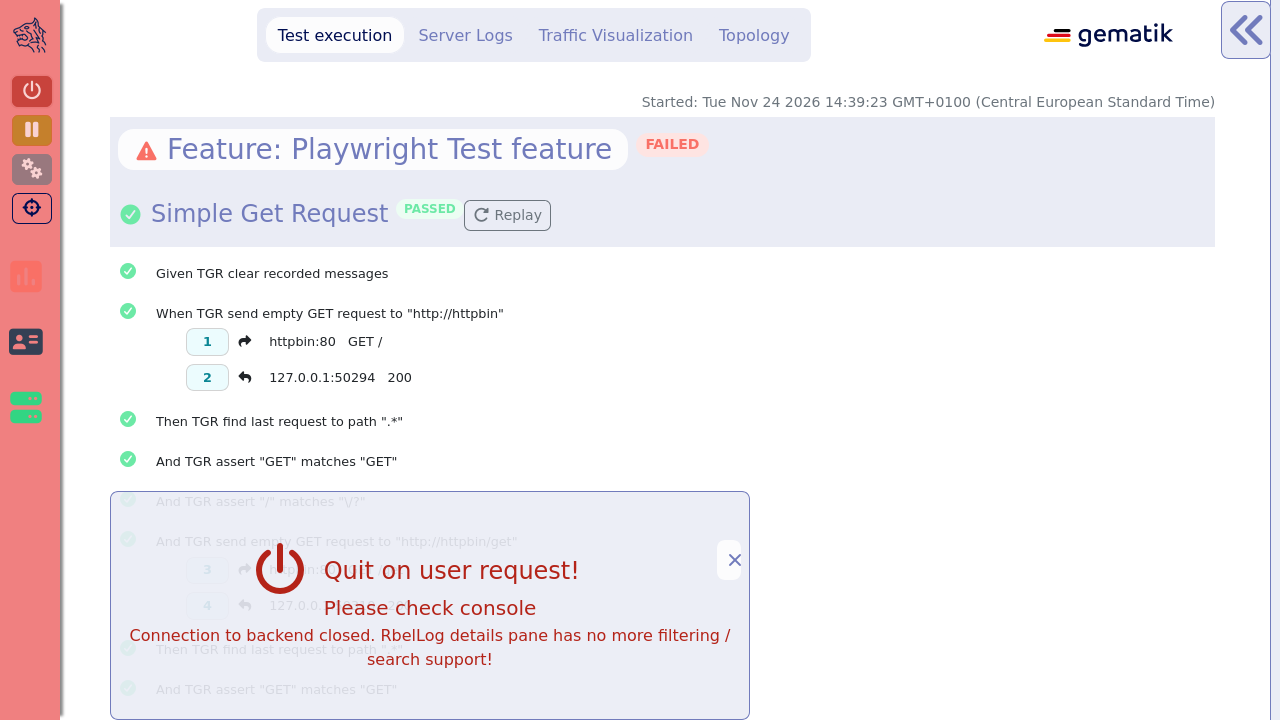 Test execution
Server Logs
Traffic Visualization
Topology
gematik
Started: Tue Nov 24 2026 14:39:23 GMT+0100 (Central European Standard Time)
Feature: Playwright Test feature
FAILED
Simple Get Request
PASSED
Replay
Given TGR clear recorded messages
When TGR send empty GET request to "http://httpbin"
1 httpbin:80 GET /
2 127.0.0.1:50294 200
Then TGR find last request to path ".*"
And TGR assert "GET" matches "GET"
And TGR assert "/" matches "\/?"
And TGR send empty GET request to "http://httpbin/get"
3
Quit on user request!
4
Please check console
Connection to backend closed. RbelLog details pane has no more filtering /
search support!
Then TGR find last request to path ".*"
And TGR assert "GET" matches "GET"